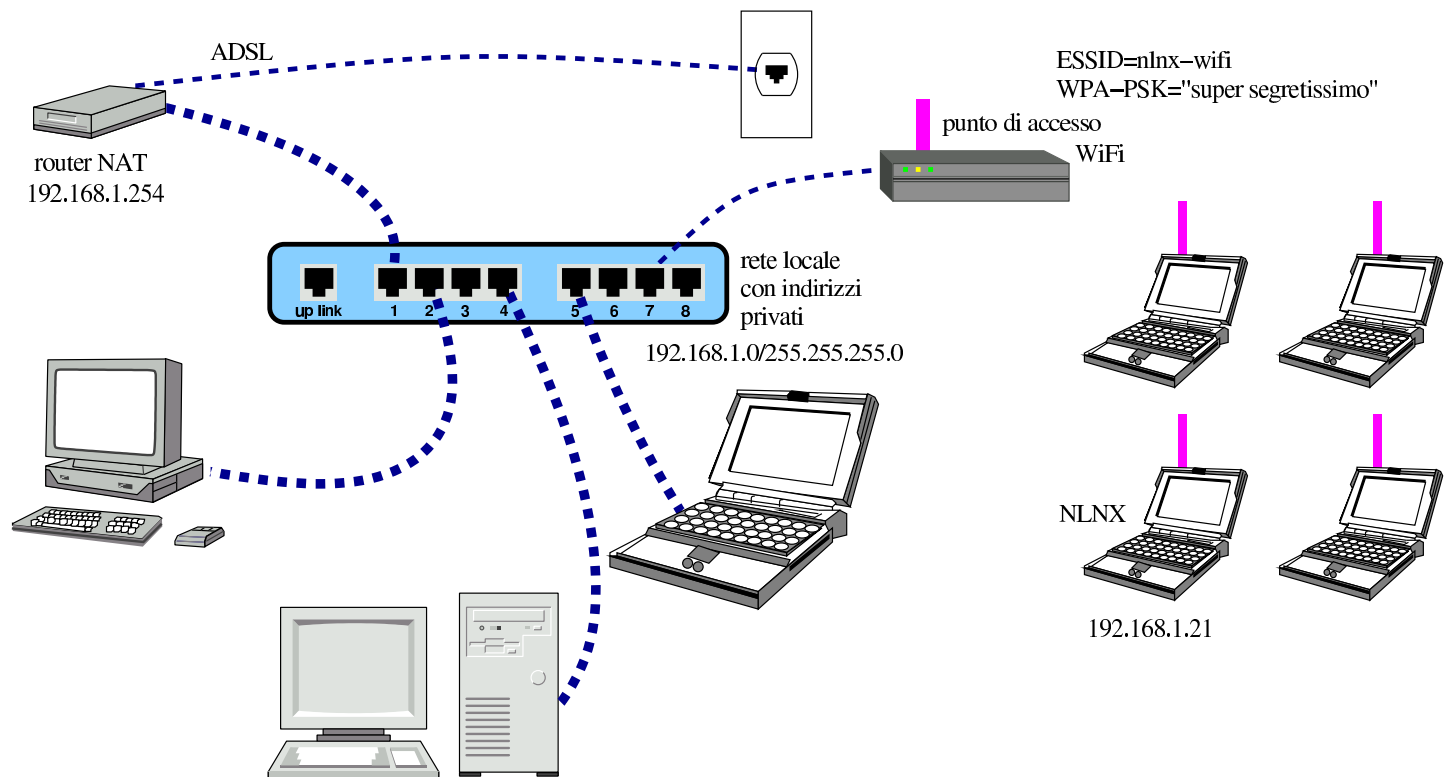 ADSL
ESSID=nlnx−wifi
WPA−PSK="super segretissimo"
punto di accesso
WiFi
router NAT
192.168.1.254
up link
1
2
3
4
5
6
7
8
rete locale
con indirizzi
privati
192.168.1.0/255.255.255.0
NLNX
192.168.1.21